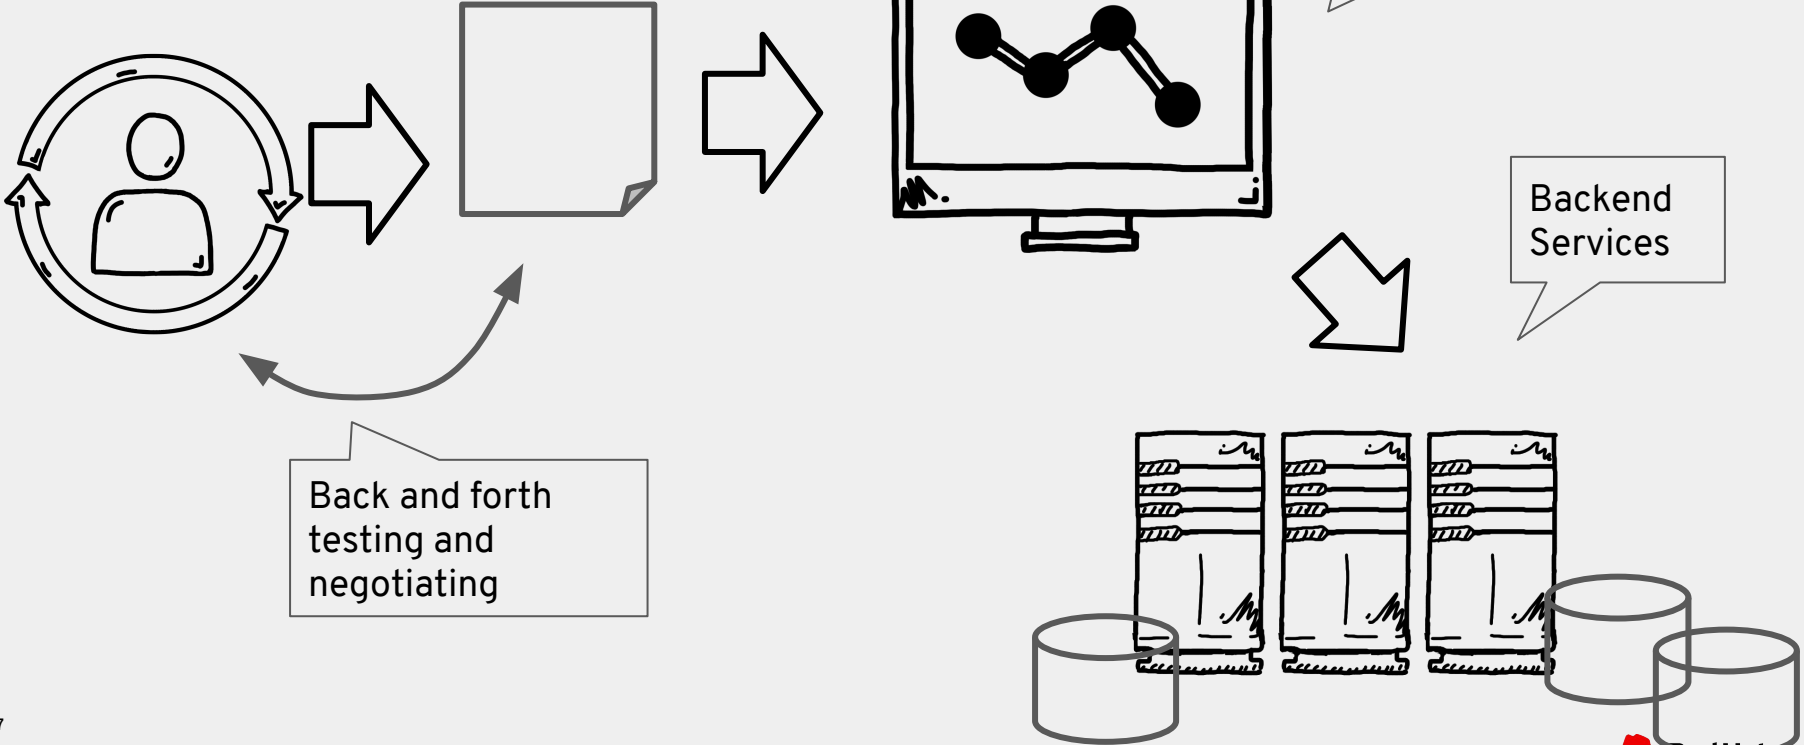 Backend
Services
Back and forth
testing and
negotiating